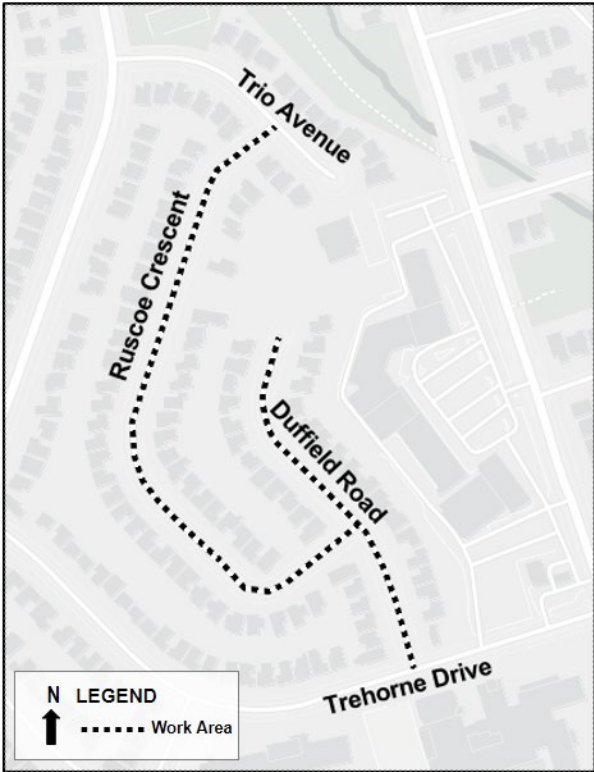 Trio Avenue
Ruscoe Crescent
Duffield Road
Trehorne Drive
N LEGEND
Work Area